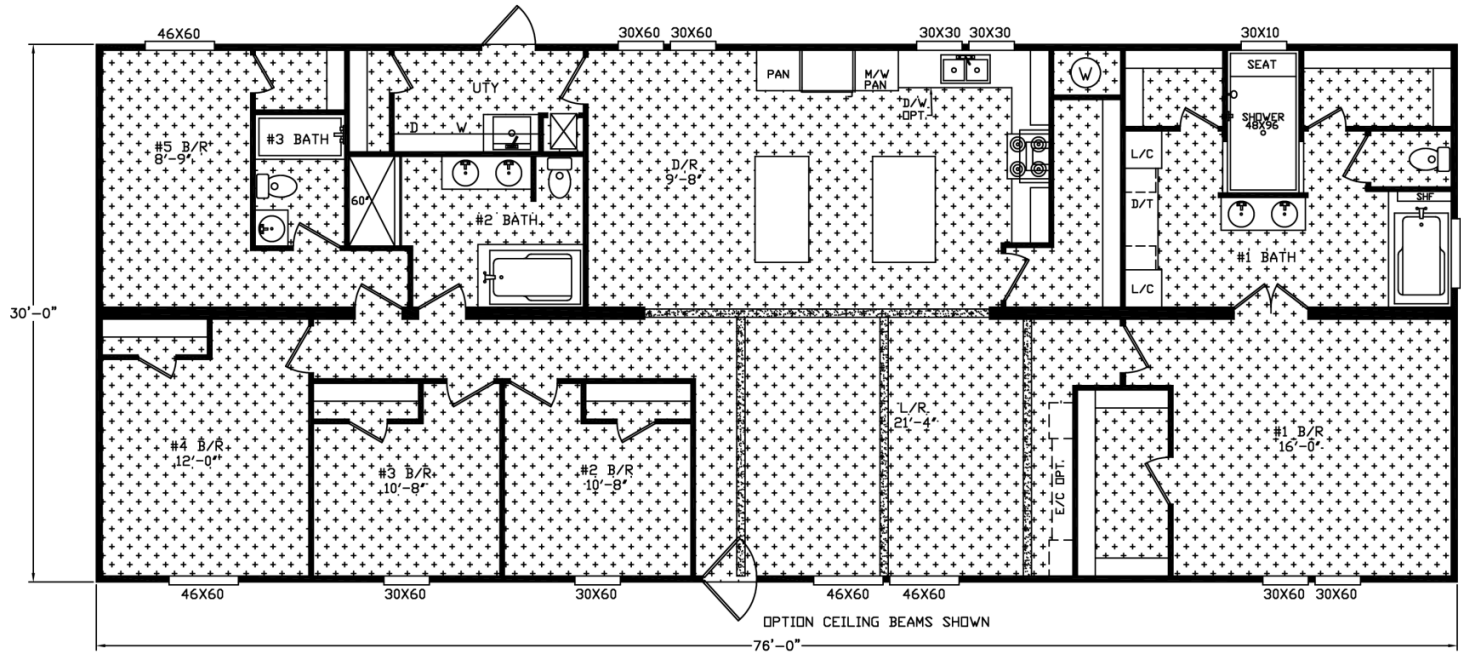 46X60
30X60
30X60
30X30
30X30
30X10
PAN
M/W
PAN
W
SEAT
UTY
D/W
OPT.
SHOWER
48X96
#3 BATH
D
W
#5 B/R
8'-9"
L/C
D/R
9'-8"
60"
#2 BATH
D/T
SHF
#1 BATH
L/C
30'-0"
L/R
21'-4"
#1 B/R
16'-0"
#4 B/R
12'-0"
#3 B/R
10'-8"
#2 B/R
10'-8"
E/C OPT.
46X60
30X60
30X60
46X60
46X60
30X60
30X60
OPTION CEILING BEAMS SHOWN
76'-0"